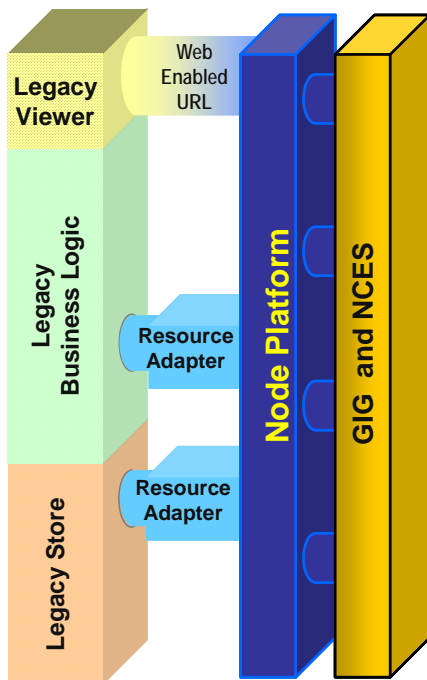 Legacy
Viewer
Web
Enabled
URL
Legacy
Business Logic
Resource
Adapter
Resource
Adapter
Legacy Store
Node Platform
GIG and NCES